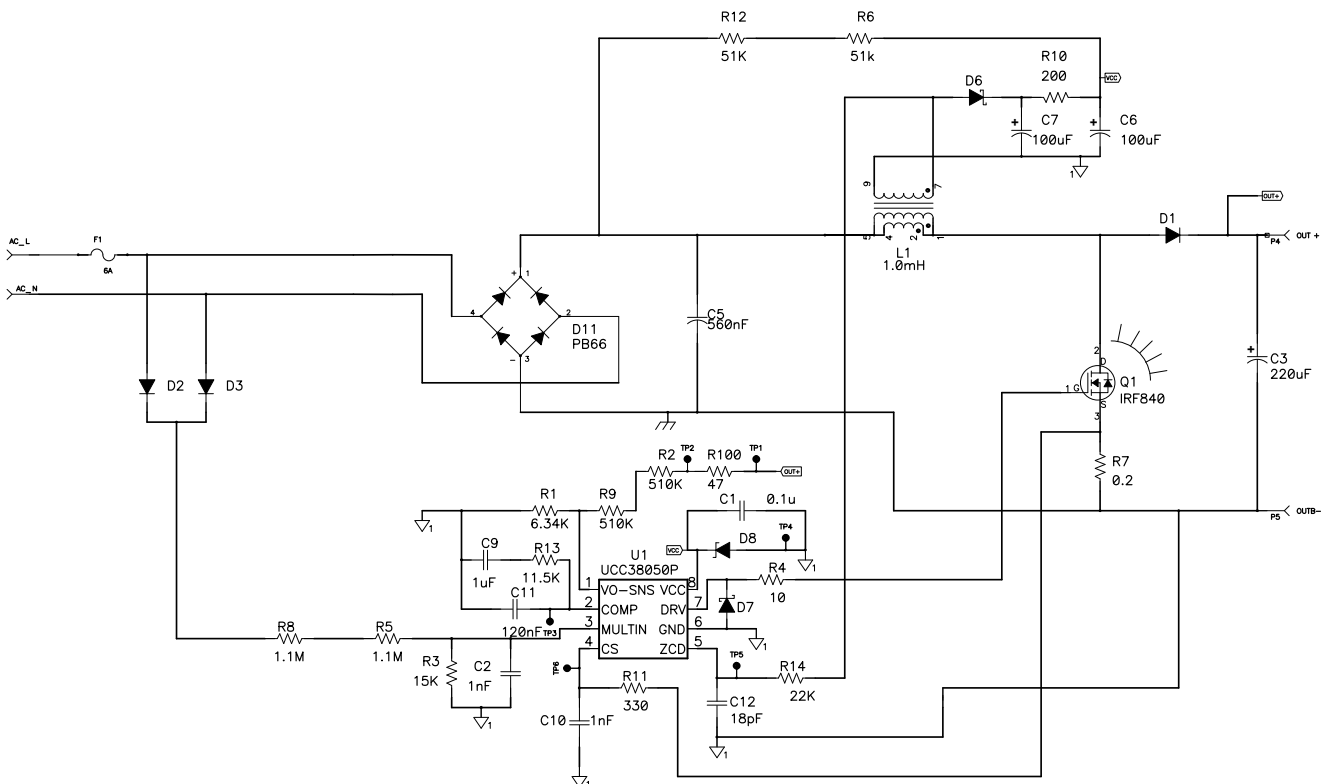 R12
51K
R6
51k
R10
200
VCC
D6
C7
100uF
C6
100uF
1
9
7
OUT+
D1
5
4
2
1
L1
1.0mH
P4
OUT +
AC_L
F1
6A
AC_N
+
1
4
2
D11
PB66
-
3
C5
560nF
D2
D3
2
D
1
G
Q1
IRF840
S
3
C3
220uF
R7
0.2
P5
OUTB-
R2
510K
TP2
R100
47
TP1
OUT+
R1
6.34K
R9
510K
1
C1
0.1u
VCC
D8
TP4
1
C9
1uF
R13
11.5K
C11
120nF
TP3
U1
UCC38050P
1
VO-SNS
VCC
8
2
COMP
DRV
7
3
MULTIN
GND
6
4
CS
ZCD
5
D7
R4
10
1
R8
1.1M
R5
1.1M
R3
15K
C2
1nF
1
TP6
R11
330
C10
1nF
1
TP5
R14
22K
C12
18pF
1